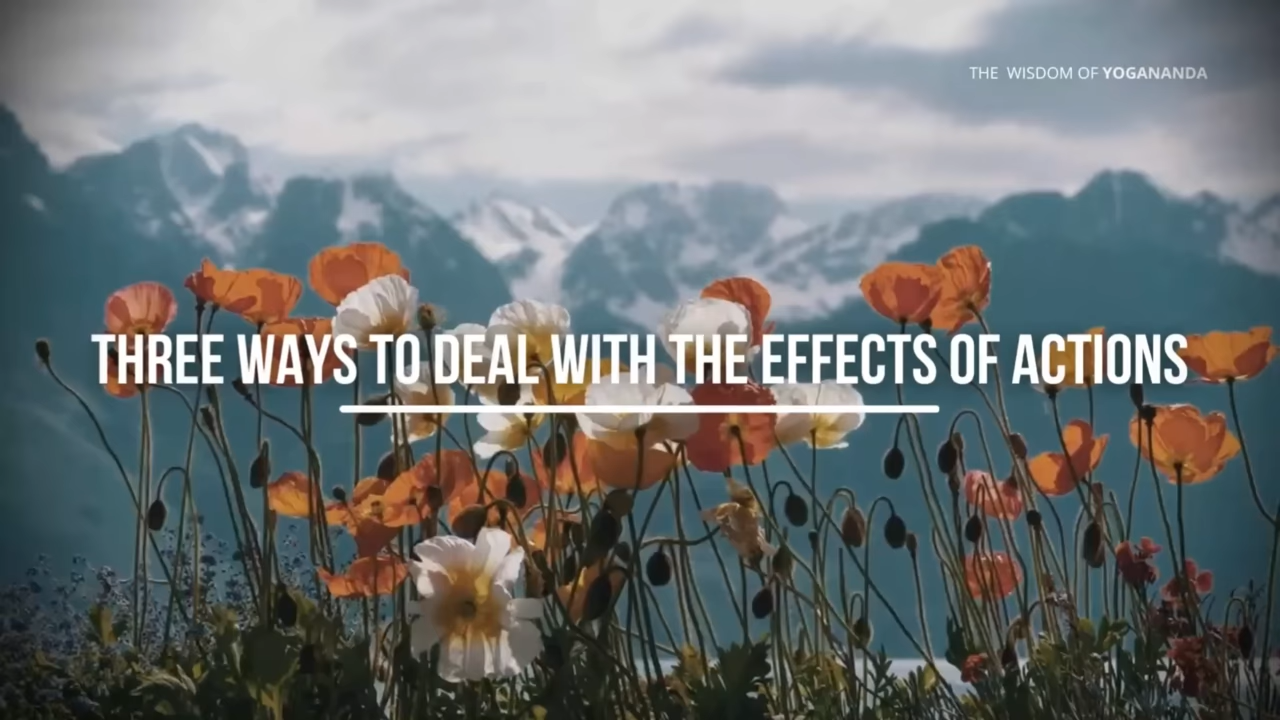 THE WISDOM OF YOGANANDA
THREE WAYS TO DEAL WITH THE EFFECTS OF ACTIONS